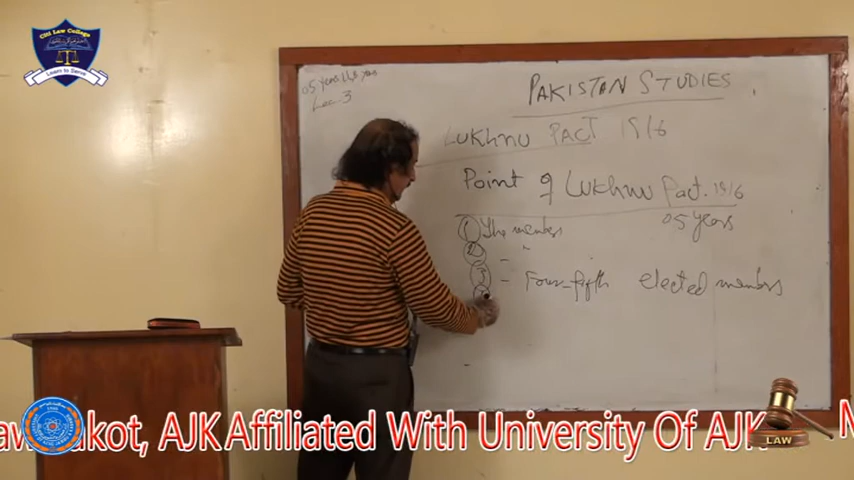 Citi Law College
Learn to Serve
05 years LLB
Lec 3
PAKISTAN STUDIES
LUKHNU PACT 1916
Point of Lukhnu Pact. 1916
05 years
① The members
② - "
③ - Four-fifth elected members
akot, AJK Affiliated With University Of AJK
LAW